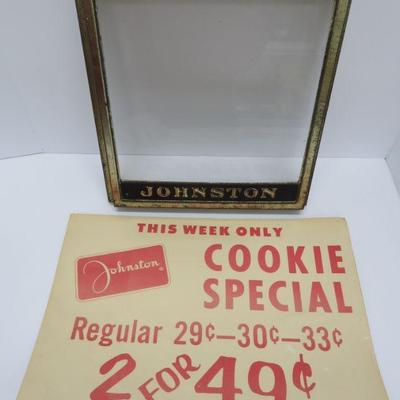 JOHNSTON
THIS WEEK ONLY
Johnston ®
COOKIE
SPECIAL
Regular 29¢—30¢—33¢
2 FOR 49¢